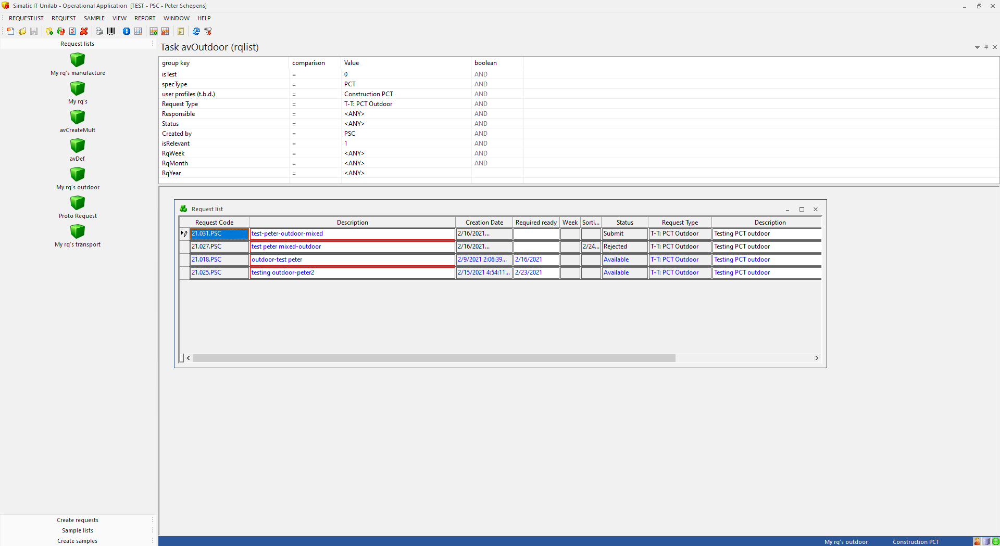 Simatic IT Unilab - Operational Application [TEST - PSC - Peter Schepens]
REQUESTLIST REQUEST SAMPLE VIEW REPORT WINDOW HELP
Request lists
My rq's manufacture
My rq's
avCreateMult
avDef
My rq's outdoor
Proto Request
My rq's transport
Create requests
Sample lists
Create samples
Task avOutdoor (rqlist)
group key comparison Value boolean
isTest = 0 AND
specType = PCT AND
user profiles (t.b.d.) = Construction PCT AND
Request Type = T-T: PCT Outdoor AND
Responsible = <ANY> AND
Status = <ANY> AND
Created by = PSC AND
isRelevant = 1 AND
RqWeek = <ANY> AND
RqMonth = <ANY> AND
RqYear = <ANY>
Request list
Request Code Description Creation Date Required ready Week Sorti... Status Request Type Description
21.031.PSC test-peter-outdoor-mixed 2/16/2021... Submit T-T: PCT Outdoor Testing PCT outdoor
21.027.PSC test peter mixed-outdoor 2/16/2021... 2/24... Rejected T-T: PCT Outdoor Testing PCT outdoor
21.018.PSC outdoor-test peter 2/9/2021 2:06:39... 2/16/2021 Available T-T: PCT Outdoor Testing PCT outdoor
21.025.PSC testing outdoor-peter2 2/15/2021 4:54:11... 2/23/2021 Available T-T: PCT Outdoor Testing PCT outdoor
My rq's outdoor Construction PCT